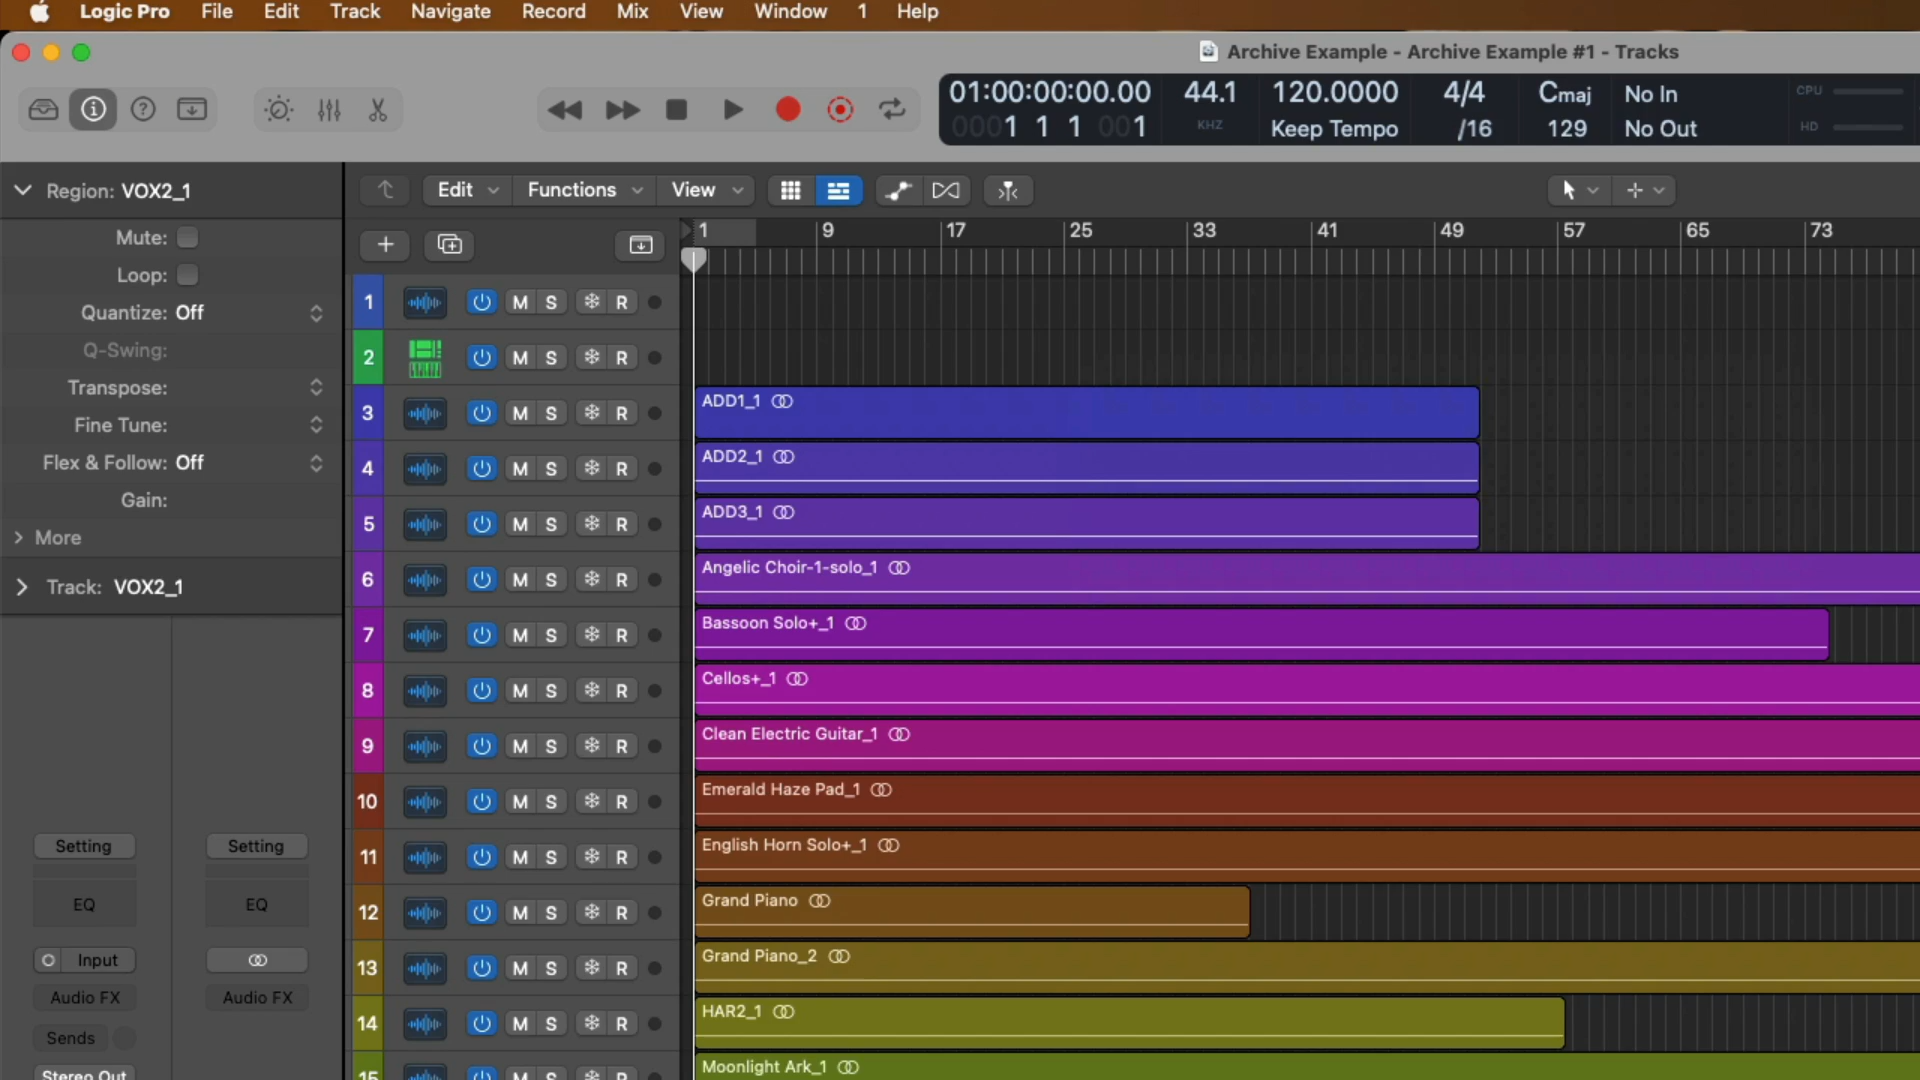 Logic Pro File Edit Track Navigate Record Mix View Window 1 Help
Archive Example - Archive Example #1 - Tracks
01:00:00:00.00 44.1 120.0000 4/4 Cmaj No In CPU
0001 1 1 001 KHZ Keep Tempo /16 129 No Out HD
Region: VOX2_1
Edit Functions View
Mute:
Loop:
Quantize: Off
Q-Swing:
Transpose:
Fine Tune:
Flex & Follow: Off
Gain:
More
Track: VOX2_1
Setting Setting
EQ EQ
Input
Audio FX Audio FX
Sends
Stereo Out
1 9 17 25 33 41 49 57 65 73
1 M S R
2 M S R
3 M S R ADD1_1
4 M S R ADD2_1
5 M S R ADD3_1
6 M S R Angelic Choir-1-solo_1
7 M S R Bassoon Solo+_1
8 M S R Cellos+_1
9 M S R Clean Electric Guitar_1
10 M S R Emerald Haze Pad_1
11 M S R English Horn Solo+_1
12 M S R Grand Piano
13 M S R Grand Piano_2
14 M S R HAR2_1
15 M S R Moonlight Ark_1